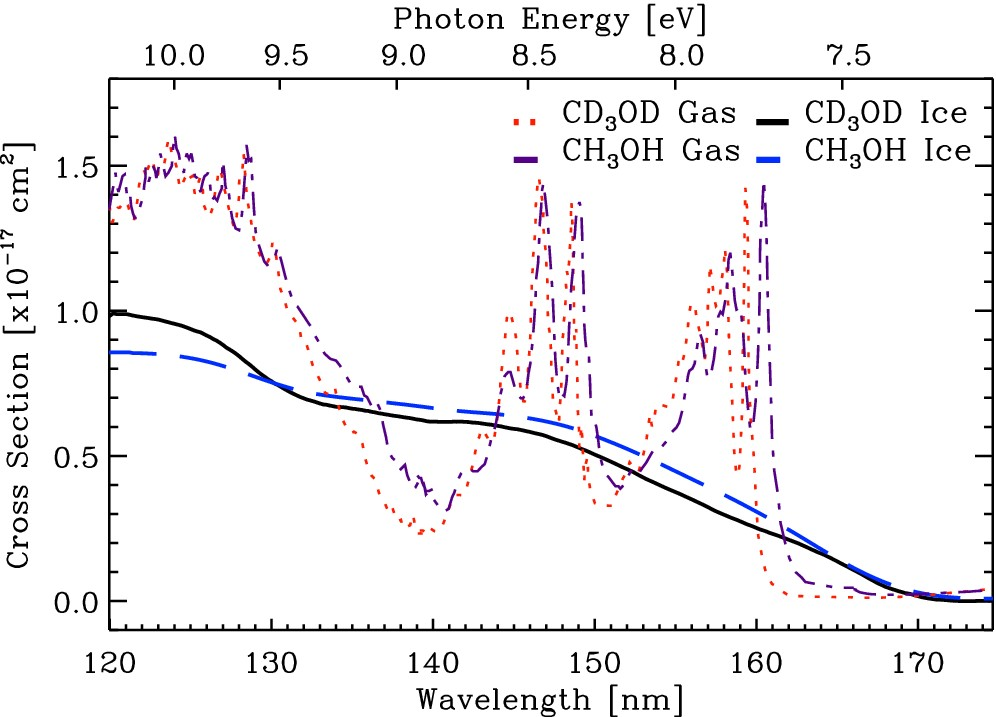 Photon Energy [eV]
10.0 9.5 9.0 8.5 8.0 7.5
CD₃OD Gas CD₃OD Ice
CH₃OH Gas CH₃OH Ice
Cross Section [x10⁻¹⁷ cm²]
1.5
1.0
0.5
0.0
120 130 140 150 160 170
Wavelength [nm]